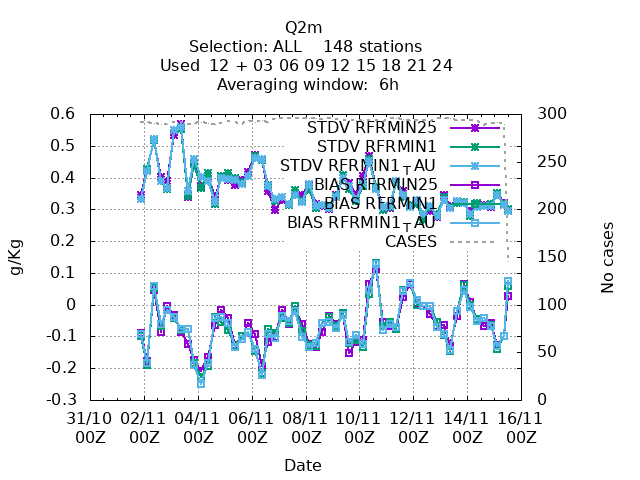 Q2m
Selection: ALL    148 stations
Used  12 + 03 06 09 12 15 18 21 24
Averaging window:  6h
0.6
0.5
0.4
0.3
0.2
0.1
0
-0.1
-0.2
-0.3
g/Kg
300
250
200
150
100
50
0
No cases
STDV RFRMIN25
STDV RFRMIN1
STDV RFRMIN1_AU
BIAS RFRMIN25
BIAS RFRMIN1
BIAS RFRMIN1_AU
CASES
31/10 02/11 04/11 06/11 08/11 10/11 12/11 14/11 16/11
00Z 00Z 00Z 00Z 00Z 00Z 00Z 00Z 00Z
Date